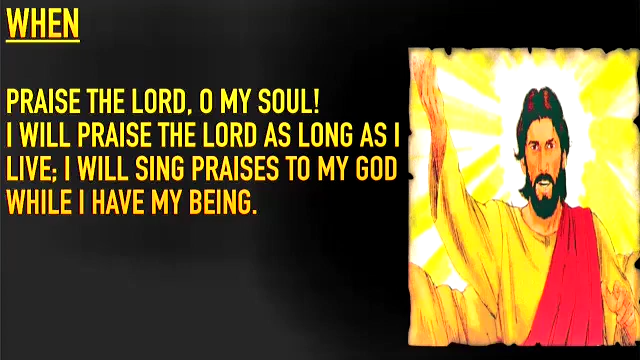 WHEN
PRAISE THE LORD, O MY SOUL!
I WILL PRAISE THE LORD AS LONG AS I
LIVE; I WILL SING PRAISES TO MY GOD
WHILE I HAVE MY BEING.